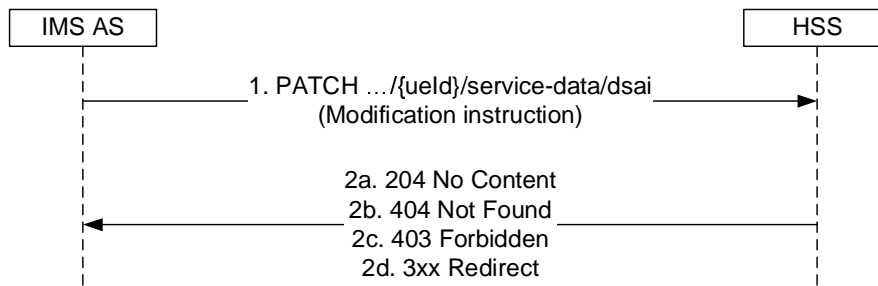 IMS AS
HSS
1. PATCH …/{ueId}/service-data/dsai
(Modification instruction)
2a. 204 No Content
2b. 404 Not Found
2c. 403 Forbidden
2d. 3xx Redirect